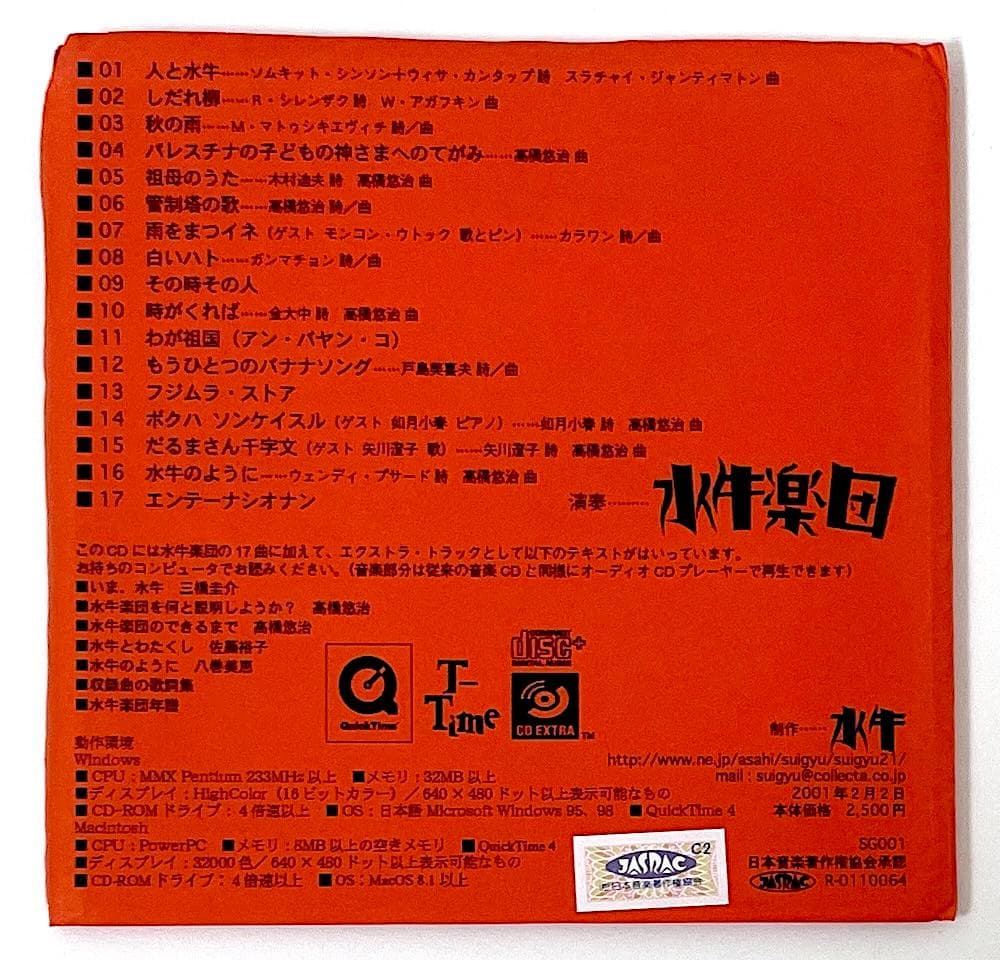 ■01 人と水牛……ソムキット・シンソン+ウィサ・カンタップ 詩 スラチャイ・ジャンティマトン 曲
■02 しだれ柳……R・シレンザク 詩 W・アガフキン 曲
■03 秋の雨……M・マトゥシキエヴィチ 詩/曲
■04 パレスチナの子どもの神さまへのてがみ……高橋悠治 曲
■05 祖母のうた……木村迪夫 詩 高橋悠治 曲
■06 管制塔の歌……高橋悠治 詩/曲
■07 雨をまつイネ(ゲスト モンコン・ウトック 歌とピン)……カラワン 詩/曲
■08 白いハト……ガンマチョン 詩/曲
■09 その時その人
■10 時がくれば……金大中 詩 高橋悠治 曲
■11 わが祖国(アン・バヤン・コ)
■12 もうひとつのバナナソング……戸島美喜夫 詩/曲
■13 フジムラ・ストア
■14 ボクハ ソンケイスル(ゲスト 如月小春 ピアノ)……如月小春 詩 高橋悠治 曲
■15 だるまさん千字文(ゲスト 矢川澄子 歌)……矢川澄子 詩 高橋悠治 曲
■16 水牛のように……ウェンディ・プサード 詩 高橋悠治 曲
■17 エンテーナシオナン
演奏………水牛楽団
このCDには水牛楽団の17曲に加えて、エクストラ・トラックとして以下のテキストがはいっています。
お持ちのコンピュータでお読みください。(音楽部分は従来の音楽CDと同様にオーディオCDプレーヤーで再生できます)
■いま、水牛 三橋圭介
■水牛楽団を何と説明しようか? 高橋悠治
■水牛楽団のできるまで 高橋悠治
■水牛とわたくし 佐藤裕子
■水牛のように 八巻美恵
■収録曲の歌詞集
■水牛楽団年譜
QuickTime
T-Time
COMPACT disc+ DIGITAL AUDIO
CD EXTRA TM
制作……水牛
http://www.ne.jp/asahi/suigyu/suigyu21/
mail : suigyu@collecta.co.jp
2001年2月2日
本体価格 2,500円
動作環境
Windows
■CPU:MMX Pentium 233MHz以上 ■メモリ:32MB以上
■ディスプレイ:HighColor(16ビットカラー)/640×480ドット以上表示可能なもの
■CD-ROMドライブ:4倍速以上 ■OS:日本語 Microsoft Windows 95、98 ■QuickTime 4
Macintosh
■CPU:PowerPC ■メモリ:8MB以上の空きメモリ ■QuickTime 4
■ディスプレイ:32000色/640×480ドット以上表示可能なもの
■CD-ROMドライブ:4倍速以上 ■OS:MacOS 8.1以上
C2
JASRAC
日本音楽著作権協会
SG001
日本音楽著作権協会承認
JASRAC R-0110064